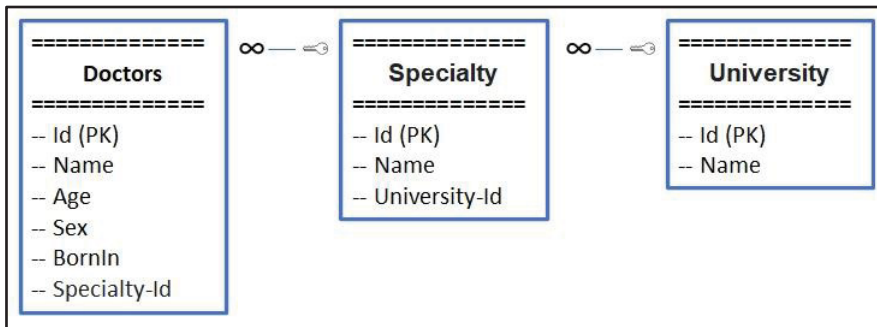 ==============
Doctors
==============
-- Id (PK)
-- Name
-- Age
-- Sex
-- BornIn
-- Specialty-Id
∞
==============
Specialty
==============
-- Id (PK)
-- Name
-- University-Id
∞
==============
University
==============
-- Id (PK)
-- Name